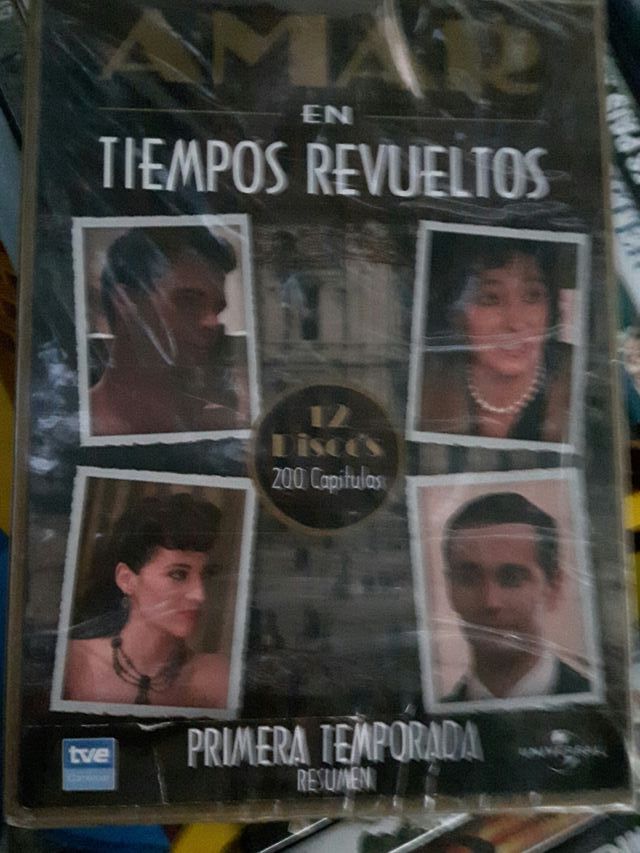 AMAR
EN
TIEMPOS REVUELTOS
12
DISCOS
200 Capítulos
PRIMERA TEMPORADA
RESUMEN
tve
UNIVERSAL